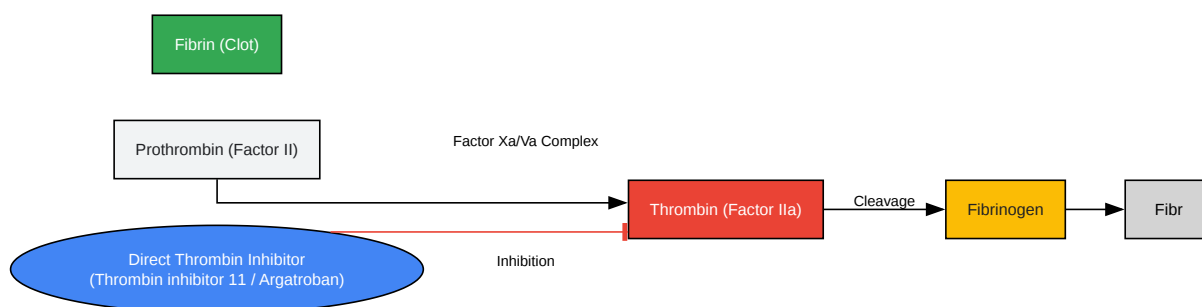 Fibrin (Clot)
Prothrombin (Factor II)
Factor Xa/Va Complex
Thrombin (Factor IIa)
Cleavage
Fibrinogen
Fibr
Direct Thrombin Inhibitor
(Thrombin inhibitor 11 / Argatroban)
Inhibition